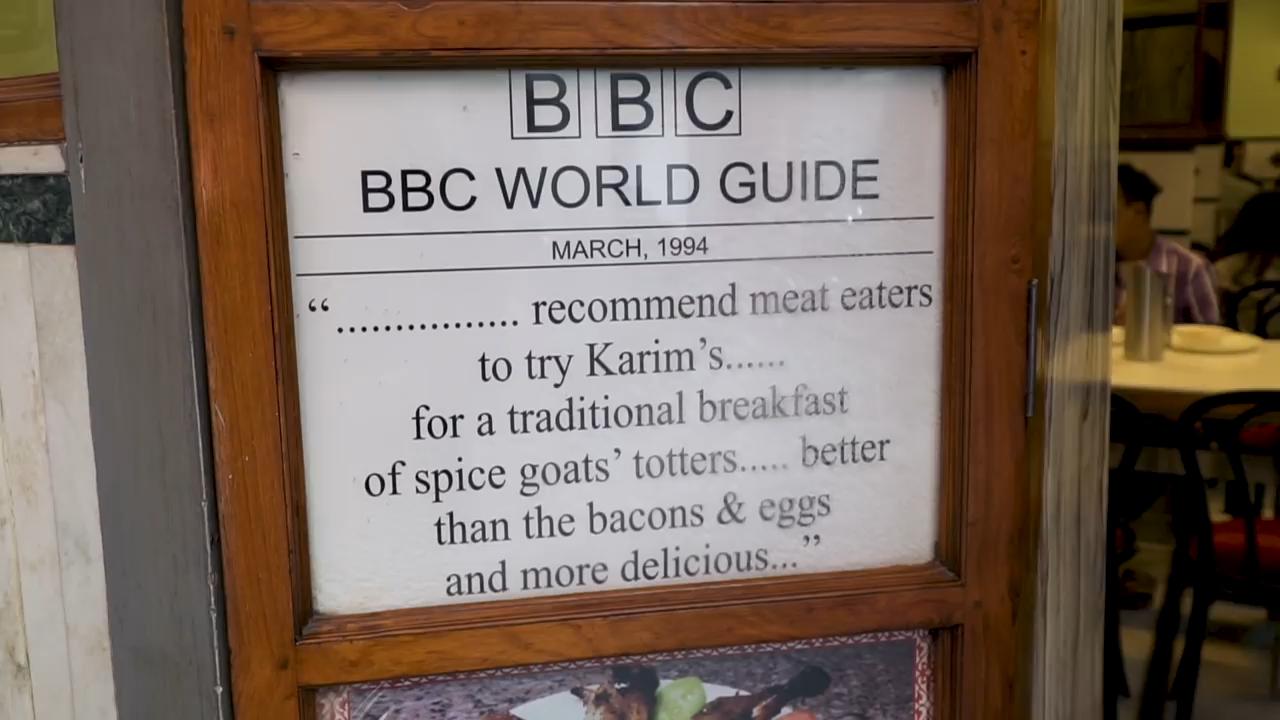 BBC
BBC WORLD GUIDE
MARCH, 1994
“ ................ recommend meat eaters
to try Karim’s......
for a traditional breakfast
of spice goats’ totters..... better
than the bacons & eggs
and more delicious...”